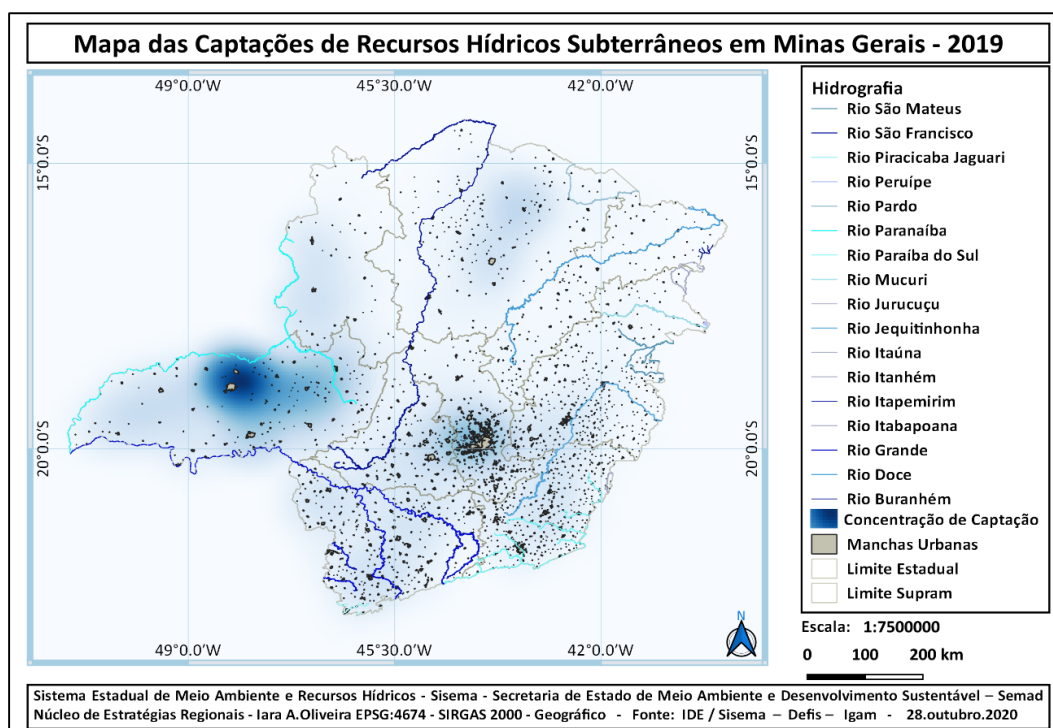 Mapa das Captações de Recursos Hídricos Subterrâneos em Minas Gerais - 2019
49°0.0'W 45°30.0'W 42°0.0'W
15°0.0'S 15°0.0'S
20°0.0'S 20°0.0'S
49°0.0'W 45°30.0'W 42°0.0'W
N
Hidrografia
Rio São Mateus
Rio São Francisco
Rio Piracicaba Jaguari
Rio Peruípe
Rio Pardo
Rio Paranaíba
Rio Paraíba do Sul
Rio Mucuri
Rio Jurucuçu
Rio Jequitinhonha
Rio Itaúna
Rio Itanhém
Rio Itapemirim
Rio Itabapoana
Rio Grande
Rio Doce
Rio Buranhém
Concentração de Captação
Manchas Urbanas
Limite Estadual
Limite Supram
Escala: 1:7500000
0 100 200 km
Sistema Estadual de Meio Ambiente e Recursos Hídricos - Sisema - Secretaria de Estado de Meio Ambiente e Desenvolvimento Sustentável – Semad
Núcleo de Estratégias Regionais - Iara A.Oliveira EPSG:4674 - SIRGAS 2000 - Geográfico - Fonte: IDE / Sisema – Defis – Igam - 28.outubro.2020